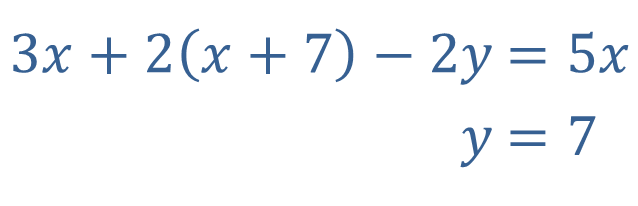 3x + 2(x + 7) − 2y = 5x
y = 7